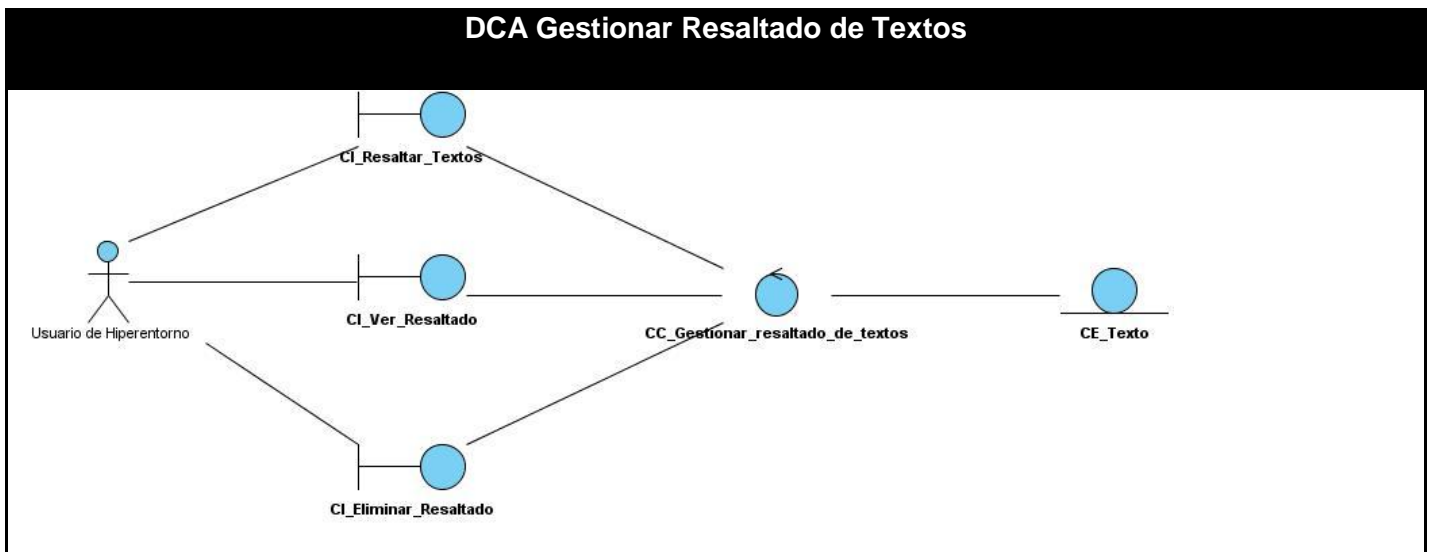 DCA Gestionar Resaltado de Textos
CI_Resaltar_Textos
Usuario de Hiperentorno
CI_Ver_Resaltado
CC_Gestionar_resaltado_de_textos
CE_Texto
CI_Eliminar_Resaltado